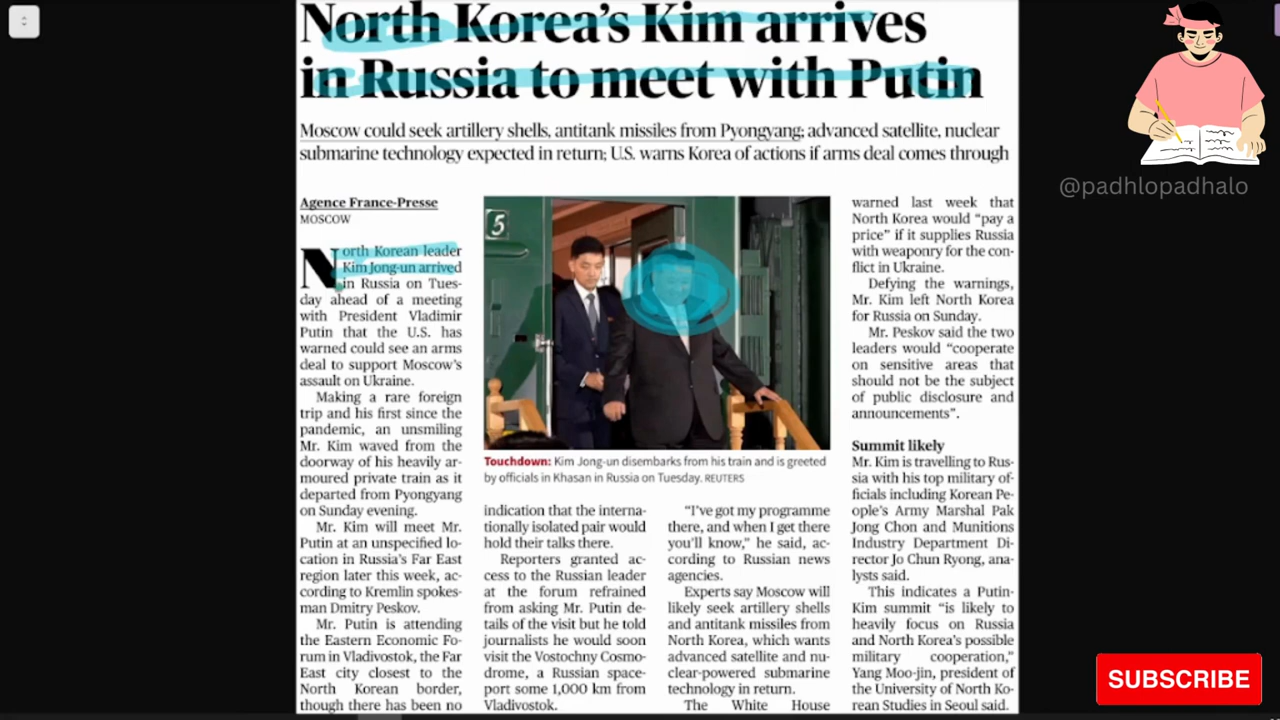 North Korea's Kim arrives
in Russia to meet with Putin
Moscow could seek artillery shells, antitank missiles from Pyongyang; advanced satellite, nuclear
submarine technology expected in return; U.S. warns Korea of actions if arms deal comes through
Agence France-Presse
MOSCOW
North Korean leader
Kim Jong-un arrived
in Russia on Tues-
day ahead of a meeting
with President Vladimir
Putin that the U.S. has
warned could see an arms
deal to support Moscow's
assault on Ukraine.
Making a rare foreign
trip and his first since the
pandemic, an unsmiling
Mr. Kim waved from the
doorway of his heavily ar-
moured private train as it
departed from Pyongyang
on Sunday evening.
Mr. Kim will meet Mr.
Putin at an unspecified lo-
cation in Russia's Far East
region later this week, ac-
cording to Kremlin spokes-
man Dmitry Peskov.
Mr. Putin is attending
the Eastern Economic Fo-
rum in Vladivostok, the Far
East city closest to the
North Korean border,
though there has been no
5
Touchdown: Kim Jong-un disembarks from his train and is greeted
by officials in Khasan in Russia on Tuesday. REUTERS
indication that the interna-
tionally isolated pair would
hold their talks there.
Reporters granted ac-
cess to the Russian leader
at the forum refrained
from asking Mr. Putin de-
tails of the visit but he told
journalists he would soon
visit the Vostochny Cosmo-
drome, a Russian space-
port some 1,000 km from
Vladivostok.
"I've got my programme
there, and when I get there
you'll know," he said, ac-
cording to Russian news
agencies.
Experts say Moscow will
likely seek artillery shells
and antitank missiles from
North Korea, which wants
advanced satellite and nu-
clear-powered submarine
technology in return.
The White House
warned last week that
North Korea would "pay a
price" if it supplies Russia
with weaponry for the con-
flict in Ukraine.
Defying the warnings,
Mr. Kim left North Korea
for Russia on Sunday.
Mr. Peskov said the two
leaders would "cooperate
on sensitive areas that
should not be the subject
of public disclosure and
announcements".
Summit likely
Mr. Kim is travelling to Rus-
sia with his top military of-
ficials including Korean Pe-
ople's Army Marshal Pak
Jong Chon and Munitions
Industry Department Di-
rector Jo Chun Ryong, ana-
lysts said.
This indicates a Putin-
Kim summit "is likely to
heavily focus on Russia
and North Korea's possible
military cooperation,"
Yang Moo-jin, president of
the University of North Ko-
rean Studies in Seoul said.
@padhlopadhalo
SUBSCRIBE